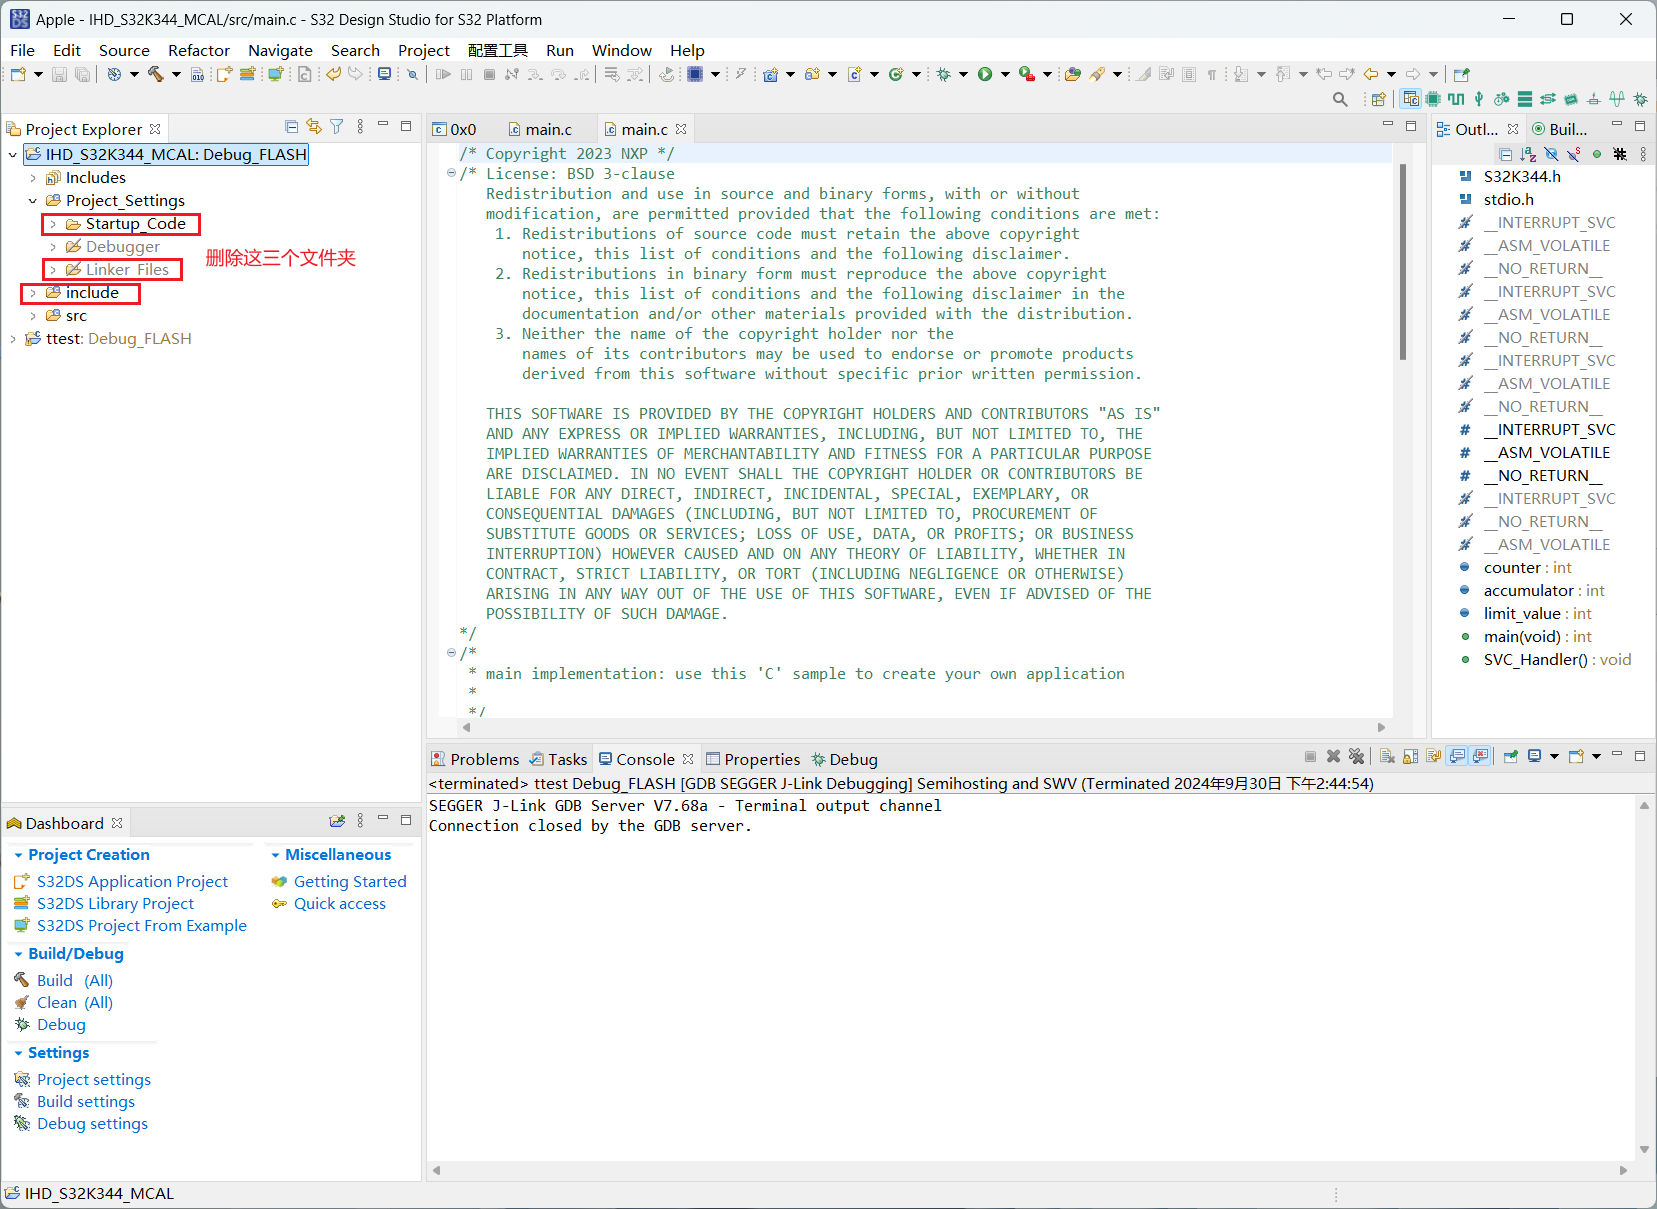 Apple - IHD_S32K344_MCAL/src/main.c - S32 Design Studio for S32 Platform
File Edit Source Refactor Navigate Search Project 配置工具 Run Window Help
Project Explorer
IHD_S32K344_MCAL: Debug_FLASH
Includes
Project_Settings
Startup_Code
Debugger
Linker_Files
删除这三个文件夹
include
src
ttest: Debug_FLASH
0x0 main.c main.c
/* Copyright 2023 NXP */
/* License: BSD 3-clause
Redistribution and use in source and binary forms, with or without
modification, are permitted provided that the following conditions are met:
1. Redistributions of source code must retain the above copyright
notice, this list of conditions and the following disclaimer.
2. Redistributions in binary form must reproduce the above copyright
notice, this list of conditions and the following disclaimer in the
documentation and/or other materials provided with the distribution.
3. Neither the name of the copyright holder nor the
names of its contributors may be used to endorse or promote products
derived from this software without specific prior written permission.
THIS SOFTWARE IS PROVIDED BY THE COPYRIGHT HOLDERS AND CONTRIBUTORS "AS IS"
AND ANY EXPRESS OR IMPLIED WARRANTIES, INCLUDING, BUT NOT LIMITED TO, THE
IMPLIED WARRANTIES OF MERCHANTABILITY AND FITNESS FOR A PARTICULAR PURPOSE
ARE DISCLAIMED. IN NO EVENT SHALL THE COPYRIGHT HOLDER OR CONTRIBUTORS BE
LIABLE FOR ANY DIRECT, INDIRECT, INCIDENTAL, SPECIAL, EXEMPLARY, OR
CONSEQUENTIAL DAMAGES (INCLUDING, BUT NOT LIMITED TO, PROCUREMENT OF
SUBSTITUTE GOODS OR SERVICES; LOSS OF USE, DATA, OR PROFITS; OR BUSINESS
INTERRUPTION) HOWEVER CAUSED AND ON ANY THEORY OF LIABILITY, WHETHER IN
CONTRACT, STRICT LIABILITY, OR TORT (INCLUDING NEGLIGENCE OR OTHERWISE)
ARISING IN ANY WAY OUT OF THE USE OF THIS SOFTWARE, EVEN IF ADVISED OF THE
POSSIBILITY OF SUCH DAMAGE.
*/
/*
* main implementation: use this 'C' sample to create your own application
*
*/
Outl... Buil...
S32K344.h
stdio.h
__INTERRUPT_SVC
__ASM_VOLATILE
__NO_RETURN__
__INTERRUPT_SVC
__ASM_VOLATILE
__NO_RETURN__
__INTERRUPT_SVC
__ASM_VOLATILE
__NO_RETURN__
__INTERRUPT_SVC
__ASM_VOLATILE
__NO_RETURN__
__INTERRUPT_SVC
__NO_RETURN__
__ASM_VOLATILE
counter : int
accumulator : int
limit_value : int
main(void) : int
SVC_Handler() : void
Problems Tasks Console Properties Debug
<terminated> ttest Debug_FLASH [GDB SEGGER J-Link Debugging] Semihosting and SWV (Terminated 2024年9月30日 下午2:44:54)
SEGGER J-Link GDB Server V7.68a - Terminal output channel
Connection closed by the GDB server.
Dashboard
Project Creation
S32DS Application Project
S32DS Library Project
S32DS Project From Example
Miscellaneous
Getting Started
Quick access
Build/Debug
Build (All)
Clean (All)
Debug
Settings
Project settings
Build settings
Debug settings
IHD_S32K344_MCAL